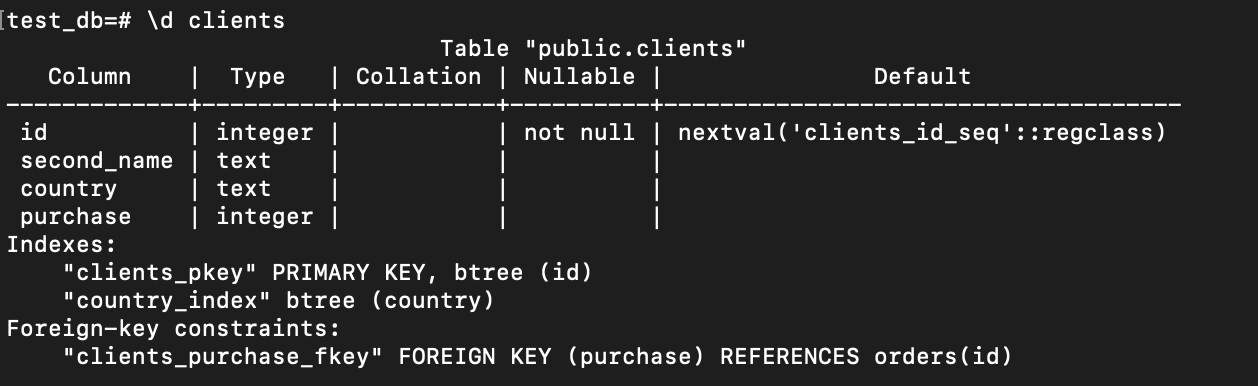 test_db=# \d clients
                               Table "public.clients"
   Column    |  Type   | Collation | Nullable |               Default
-------------+---------+-----------+----------+-------------------------------------
 id          | integer |           | not null | nextval('clients_id_seq'::regclass)
 second_name | text    |           |          |
 country     | text    |           |          |
 purchase    | integer |           |          |
Indexes:
    "clients_pkey" PRIMARY KEY, btree (id)
    "country_index" btree (country)
Foreign-key constraints:
    "clients_purchase_fkey" FOREIGN KEY (purchase) REFERENCES orders(id)